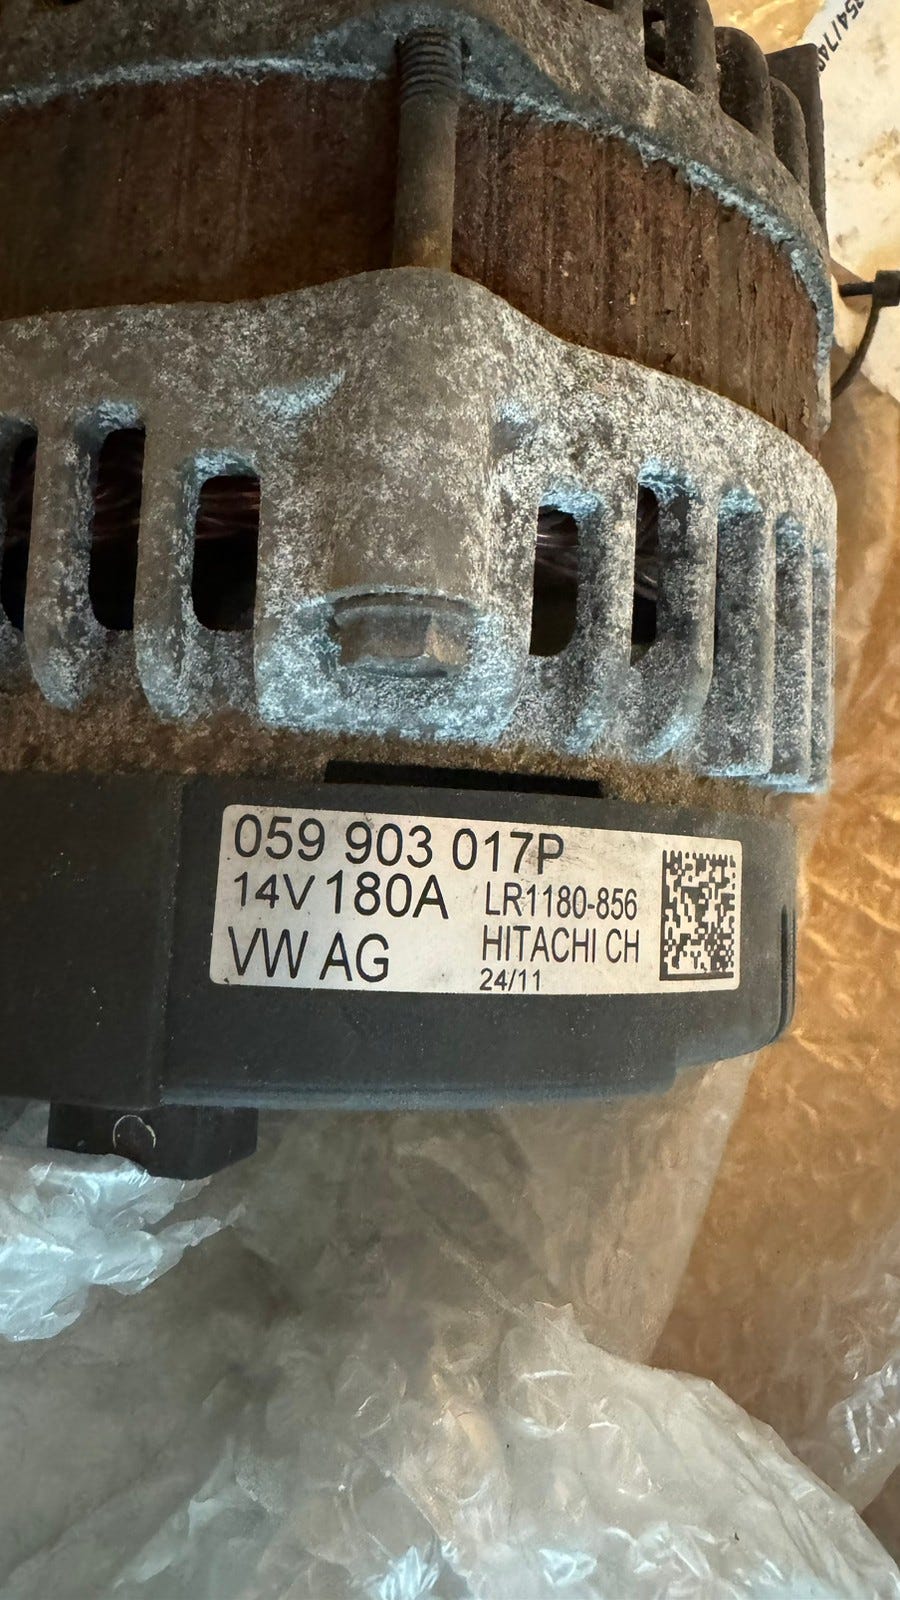 059 903 017P
14V 180A LR1180-856
VW AG HITACHI CH
24/11